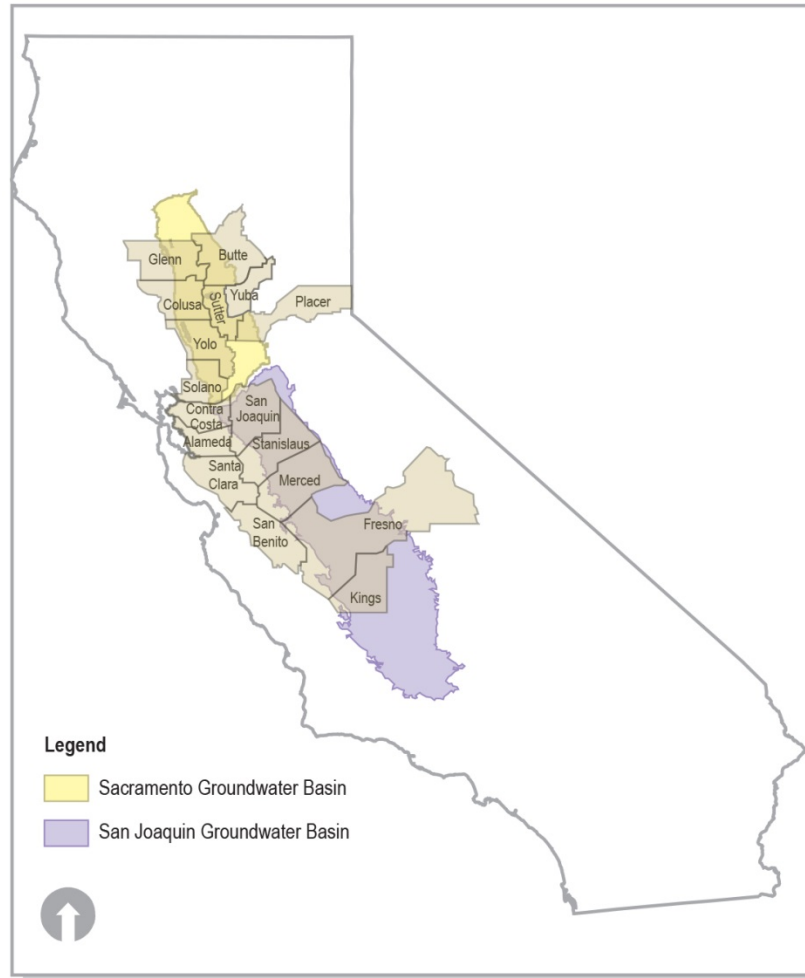 Glenn
Butte
Colusa
Sutter
Yuba
Placer
Yolo
Solano
Contra
Costa
San
Joaquin
Alameda
Stanislaus
Santa
Clara
Merced
San
Benito
Fresno
Kings
Legend
Sacramento Groundwater Basin
San Joaquin Groundwater Basin